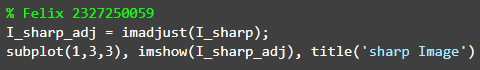 % Felix 2327250059
I_sharp_adj = imadjust(I_sharp);
subplot(1,3,3), imshow(I_sharp_adj), title('sharp Image')